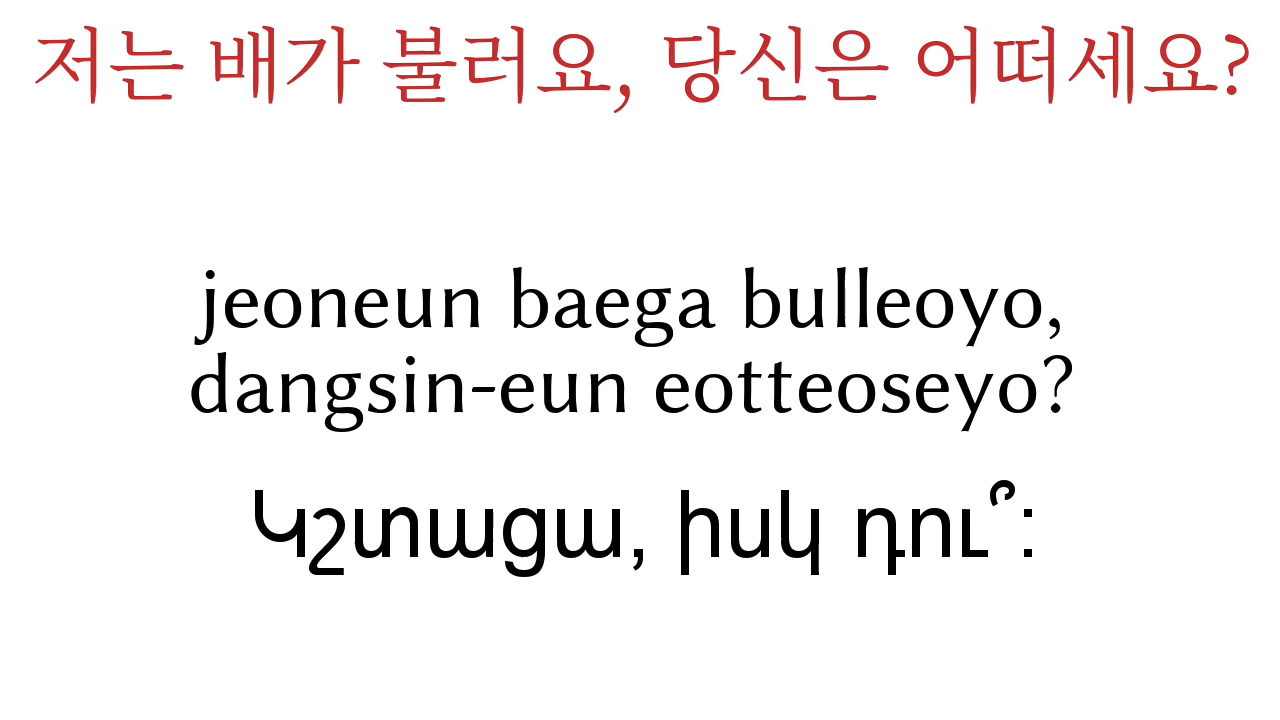 저는 배가 불러요, 당신은 어떠세요?
jeoneun baega bulleoyo,
dangsin-eun eotteoseyo?
Կշտացա, իսկ դու՞: